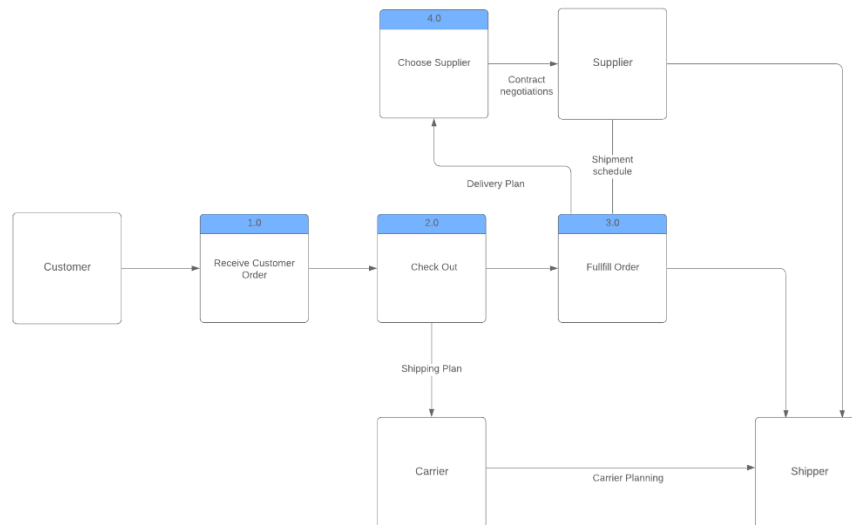 4.0
Choose Supplier
Contract
negotiations
Supplier
Delivery Plan
Shipment
schedule
Customer
1.0
Receive Customer
Order
2.0
Check Out
3.0
Fullfill Order
Shipping Plan
Carrier
Carrier Planning
Shipper